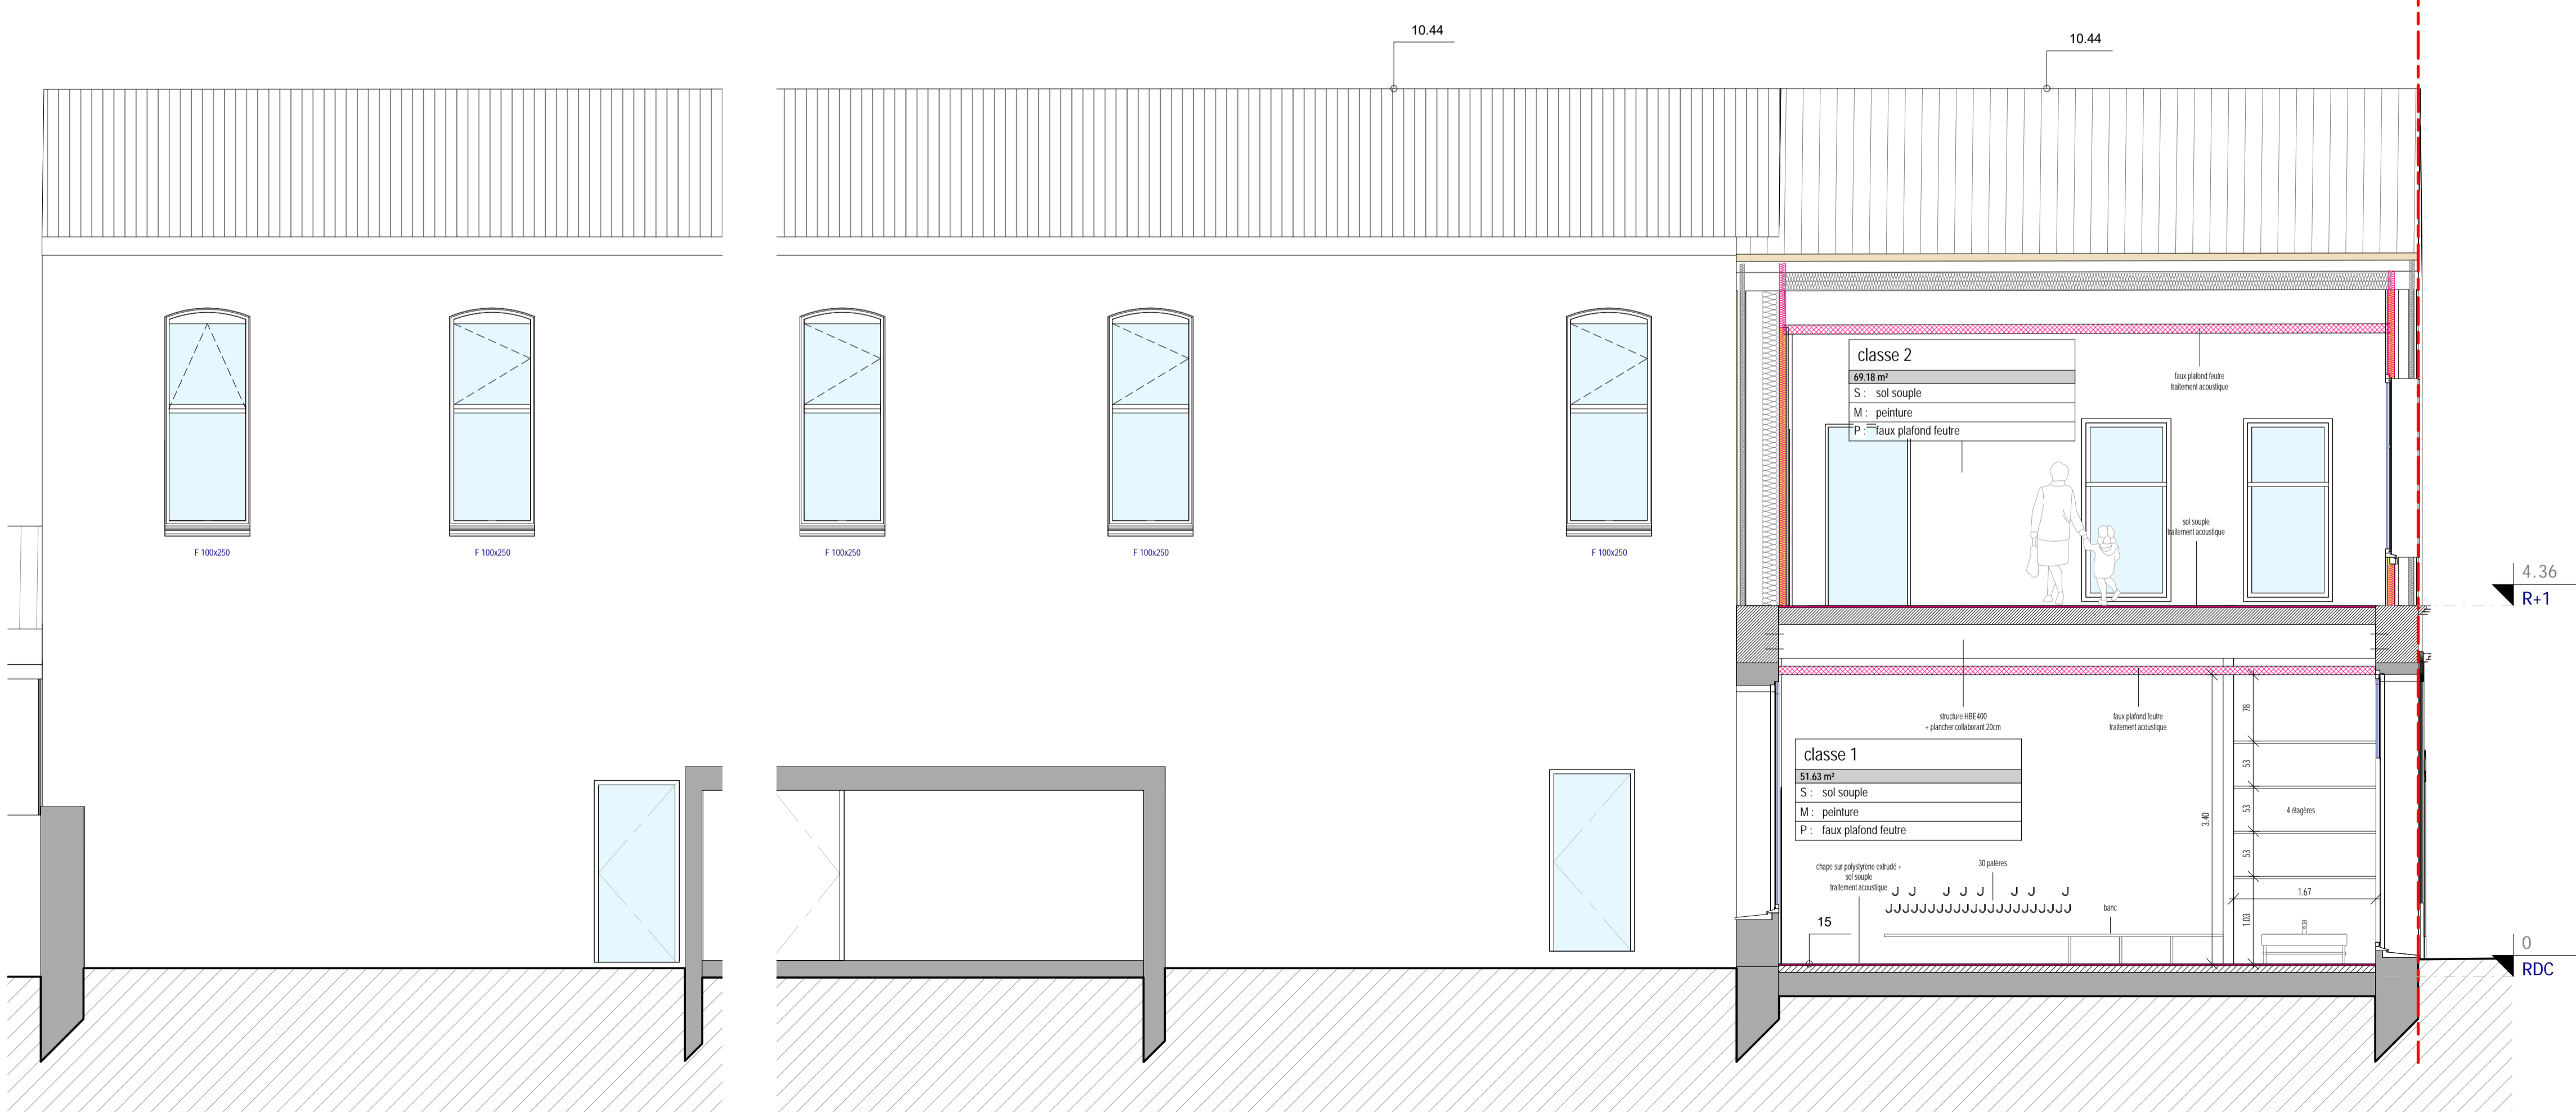 10.44
10.44
F 100x250
F 100x250
F 100x250
F 100x250
F 100x250
classe 2
69.18 m²
S : sol souple
M : peinture
P : faux plafond feutre
faux plafond feutre
traitement acoustique
sol souple
traitement acoustique
4.36
R+1
structure HBE400
+ plancher collaborant 20cm
faux plafond feutre
traitement acoustique
classe 1
51.63 m²
S : sol souple
M : peinture
P : faux plafond feutre
chape sur polystyrène extrudé +
sol souple
traitement acoustique
30 patères
banc
15
3.40
78
53
53
53
1.03
4 étagères
1.67
0
RDC